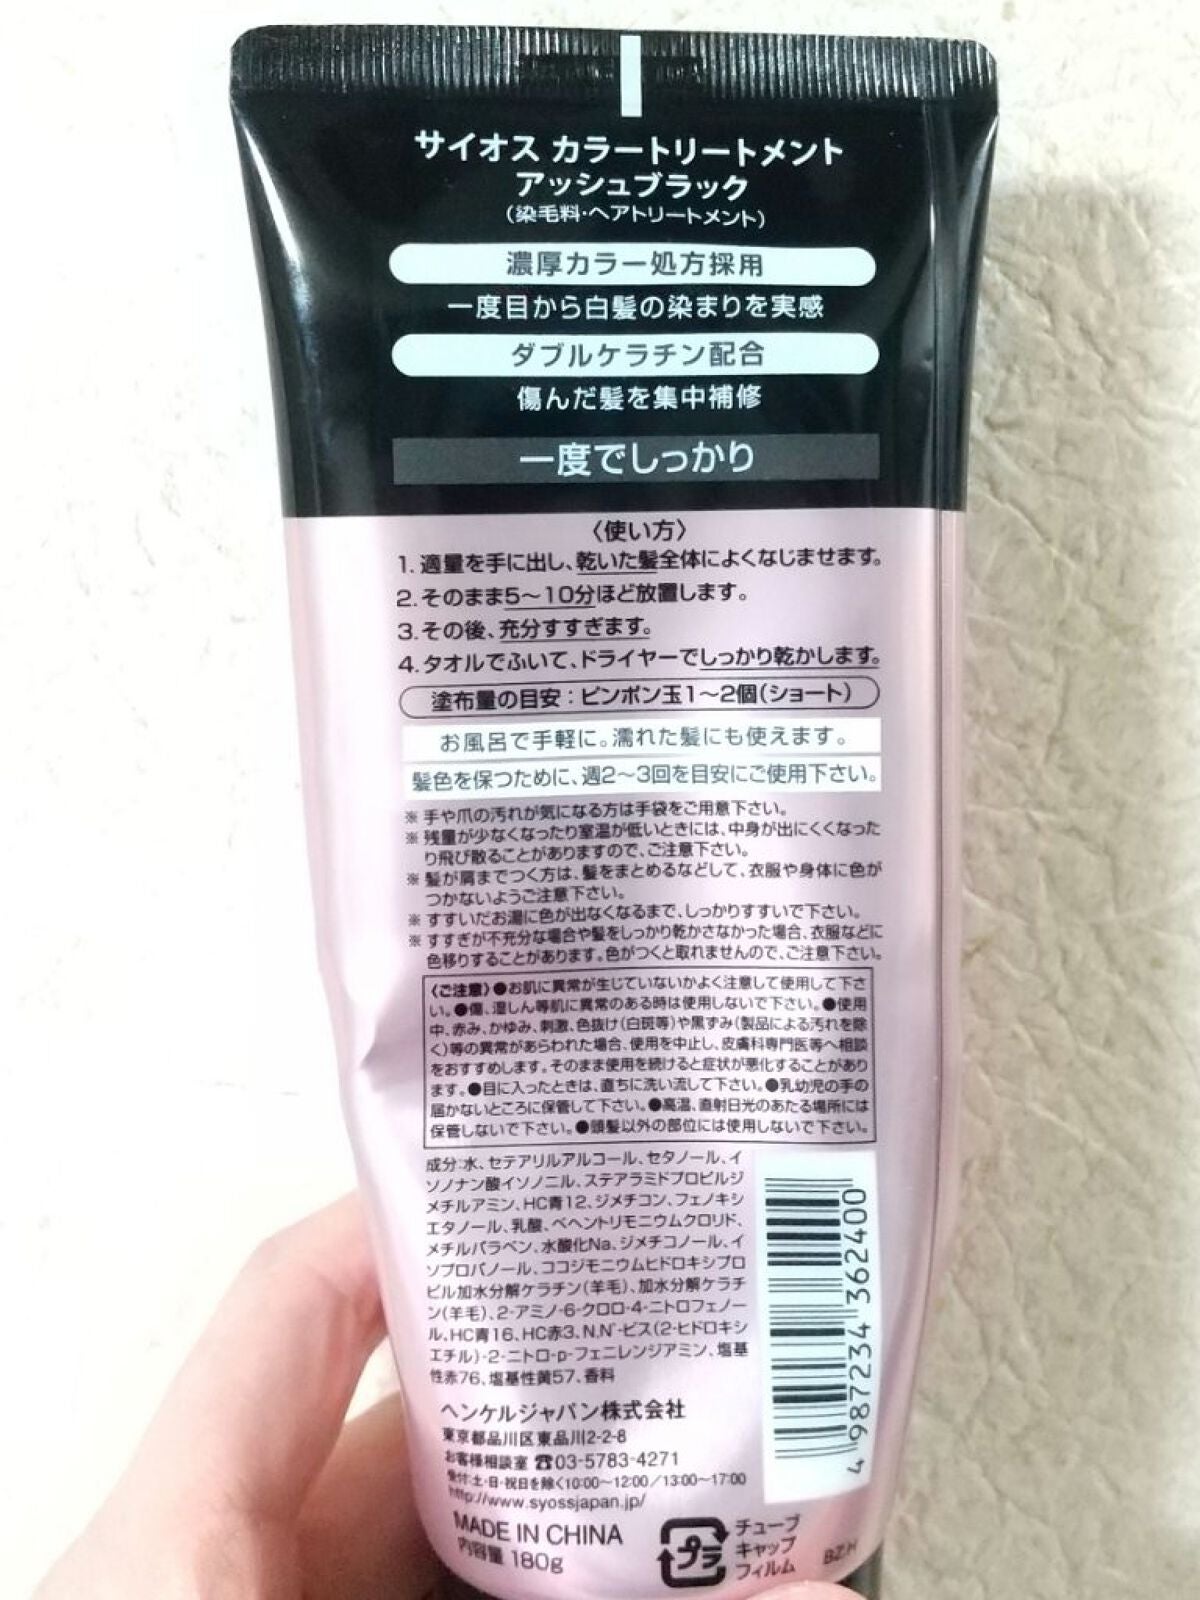 サイオス カラートリートメント
アッシュブラック
(染毛料・ヘアトリートメント)
濃厚カラー処方採用
一度目から白髪の染まりを実感
ダブルケラチン配合
傷んだ髪を集中補修
一度でしっかり
〈使い方〉
1. 適量を手に出し、乾いた髪全体によくなじませます。
2. そのまま5〜10分ほど放置します。
3. その後、充分すすぎます。
4. タオルでふいて、ドライヤーでしっかり乾かします。
塗布量の目安：ピンポン玉1〜2個(ショート)
お風呂で手軽に。濡れた髪にも使えます。
髪色を保つために、週2〜3回を目安にご使用下さい。
※ 手や爪の汚れが気になる方は手袋をご用意下さい。
※ 残量が少なくなったり室温が低いときには、中身が出にくくなった
り飛び散ることがありますので、ご注意下さい。
※ 髪が肩までつく方は、髪をまとめるなどして、衣服や身体に色が
つかないようご注意下さい。
※ すすいだお湯に色が出なくなるまで、しっかりすすいで下さい。
※ すすぎが不充分な場合や髪をしっかり乾かさなかった場合、衣服などに
色移りすることがあります。色がつくと取れませんので、ご注意下さい。
〈ご注意〉●お肌に異常が生じていないかよく注意して使用して下さ
い。●傷、湿しん等肌に異常のある時は使用しないで下さい。●使用
中、赤み、かゆみ、刺激、色抜け(白斑等)や黒ずみ(製品による汚れを除
く)等の異常があらわれた場合、使用を中止し、皮膚科専門医等へ相談
をおすすめします。そのまま使用を続けると症状が悪化することがあり
ます。●目に入ったときは、直ちに洗い流して下さい。●乳幼児の手の
届かないところに保管して下さい。●高温、直射日光のあたる場所には
保管しないで下さい。●頭髪以外の部位には使用しないで下さい。
成分：水、セテアリルアルコール、セタノール、イ
ソノナン酸イソノニル、ステアラミドプロピルジ
メチルアミン、HC青12、ジメチコン、フェノキシ
エタノール、乳酸、ベヘントリモニウムクロリド、
メチルパラベン、水酸化Na、ジメチコノール、イ
ソプロパノール、ココジモニウムヒドロキシプロ
ピル加水分解ケラチン(羊毛)、加水分解ケラチ
ン(羊毛)、2-アミノ-6-クロロ-4-ニトロフェノー
ル、HC青16、HC赤3、N,N'-ビス(2-ヒドロキシ
エチル)-2-ニトロ-p-フェニレンジアミン、塩基
性赤76、塩基性黄57、香料
4 987234 362400
ヘンケルジャパン株式会社
東京都品川区東品川2-2-8
お客様相談室 ☎03-5783-4271
受付：土・日・祝日を除く10:00〜12:00／13:00〜17:00
http://www.syossjapan.jp/
MADE IN CHINA
内容量 180g
プラ
チューブ
キャップ
フィルム
BZ.H